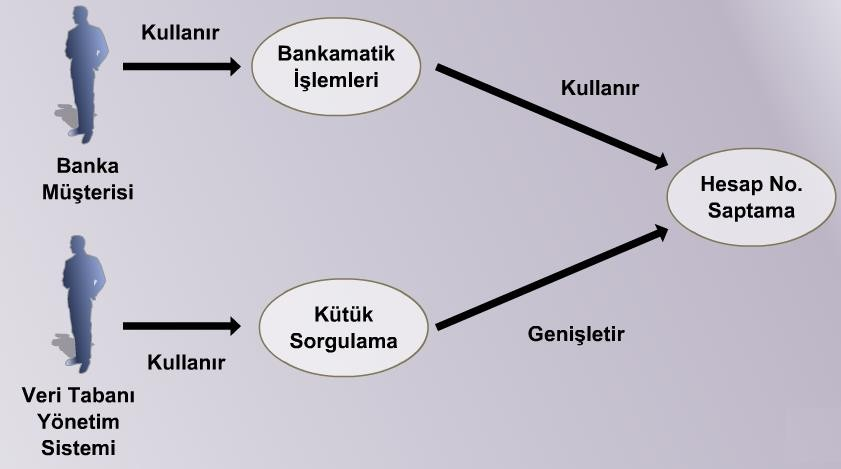 Kullanır
Bankamatik
İşlemleri
Kullanır
Banka
Müşterisi
Hesap No.
Saptama
Kütük
Sorgulama
Kullanır
Genişletir
Veri Tabanı
Yönetim
Sistemi